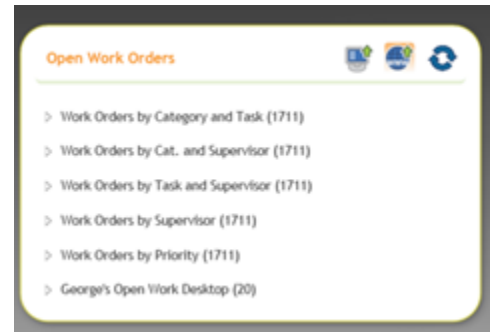 Open Work Orders
Work Orders by Category and Task (1711)
Work Orders by Cat. and Supervisor (1711)
Work Orders by Task and Supervisor (1711)
Work Orders by Supervisor (1711)
Work Orders by Priority (1711)
George's Open Work Desktop (20)